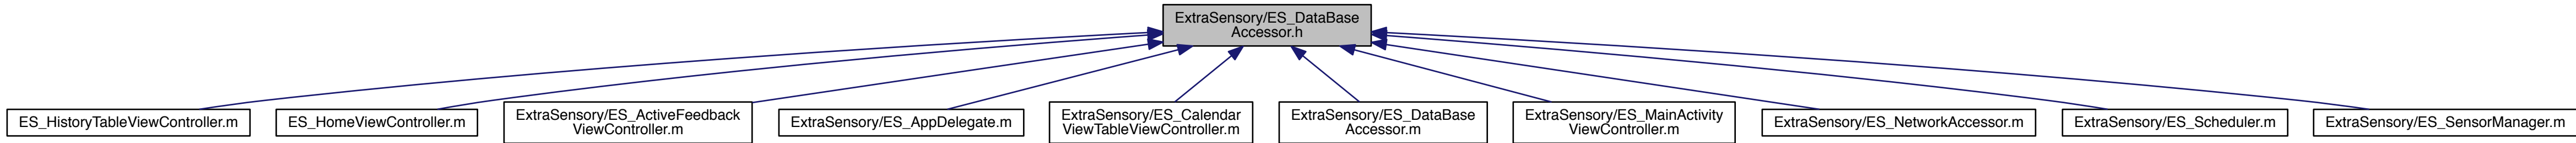 ExtraSensory/ES_DataBase
Accessor.h
ES_HistoryTableViewController.m
ES_HomeViewController.m
ExtraSensory/ES_ActiveFeedback
ViewController.m
ExtraSensory/ES_AppDelegate.m
ExtraSensory/ES_Calendar
ViewTableViewController.m
ExtraSensory/ES_DataBase
Accessor.m
ExtraSensory/ES_MainActivity
ViewController.m
ExtraSensory/ES_NetworkAccessor.m
ExtraSensory/ES_Scheduler.m
ExtraSensory/ES_SensorManager.m